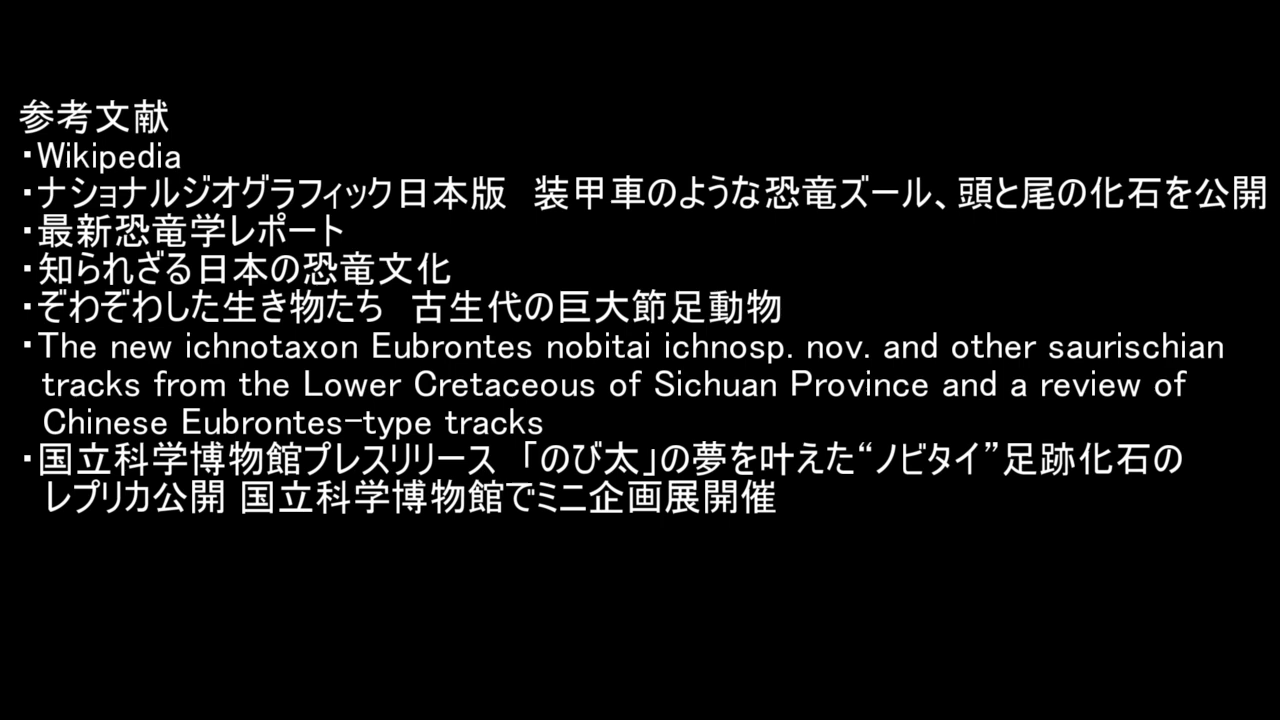 参考文献
・Wikipedia
・ナショナルジオグラフィック日本版　装甲車のような恐竜ズール、頭と尾の化石を公開
・最新恐竜学レポート
・知られざる日本の恐竜文化
・ぞわぞわした生き物たち　古生代の巨大節足動物
・The new ichnotaxon Eubrontes nobitai ichnosp. nov. and other saurischian
tracks from the Lower Cretaceous of Sichuan Province and a review of
Chinese Eubrontes-type tracks
・国立科学博物館プレスリリース　「のび太」の夢を叶えた“ノビタイ”足跡化石の
レプリカ公開 国立科学博物館でミニ企画展開催